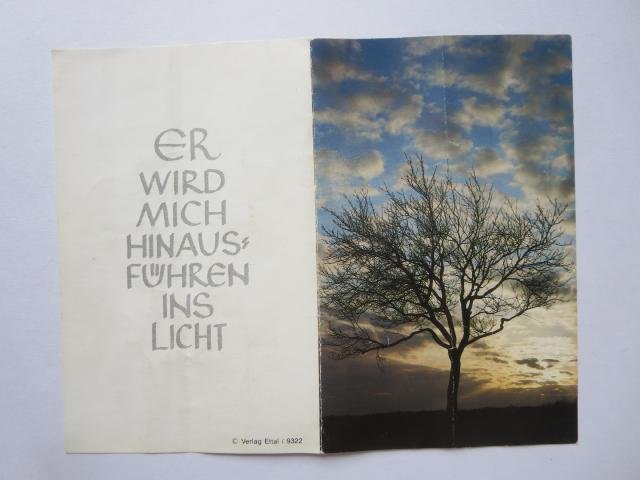 ER
WIRD
MICH
HINAUS-
FÜHREN
INS
LICHT
© Verlag Ettal / 9322